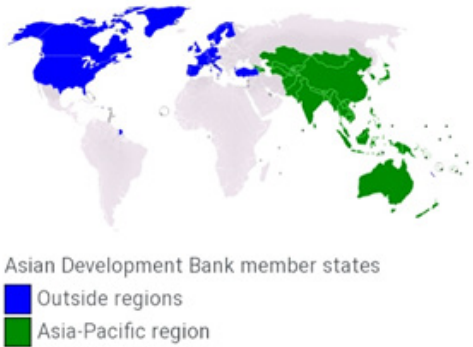 Asian Development Bank member states
Outside regions
Asia-Pacific region